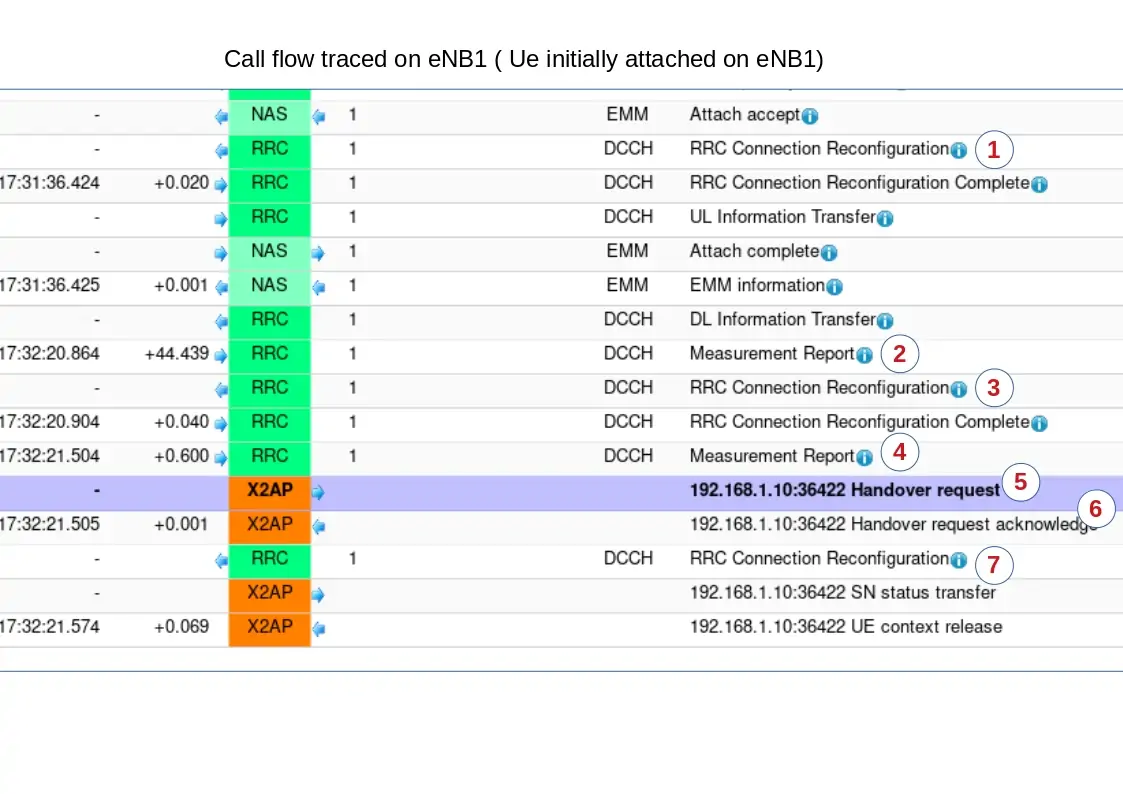 Call flow traced on eNB1 ( Ue initially attached on eNB1)
- NAS 1 EMM Attach accept
- RRC 1 DCCH RRC Connection Reconfiguration 1
17:31:36.424 +0.020 RRC 1 DCCH RRC Connection Reconfiguration Complete
- RRC 1 DCCH UL Information Transfer
- NAS 1 EMM Attach complete
17:31:36.425 +0.001 NAS 1 EMM EMM information
- RRC 1 DCCH DL Information Transfer
17:32:20.864 +44.439 RRC 1 DCCH Measurement Report 2
- RRC 1 DCCH RRC Connection Reconfiguration 3
17:32:20.904 +0.040 RRC 1 DCCH RRC Connection Reconfiguration Complete
17:32:21.504 +0.600 RRC 1 DCCH Measurement Report 4
- X2AP 192.168.1.10:36422 Handover request 5
17:32:21.505 +0.001 X2AP 192.168.1.10:36422 Handover request acknowledge 6
- RRC 1 DCCH RRC Connection Reconfiguration 7
- X2AP 192.168.1.10:36422 SN status transfer
17:32:21.574 +0.069 X2AP 192.168.1.10:36422 UE context release